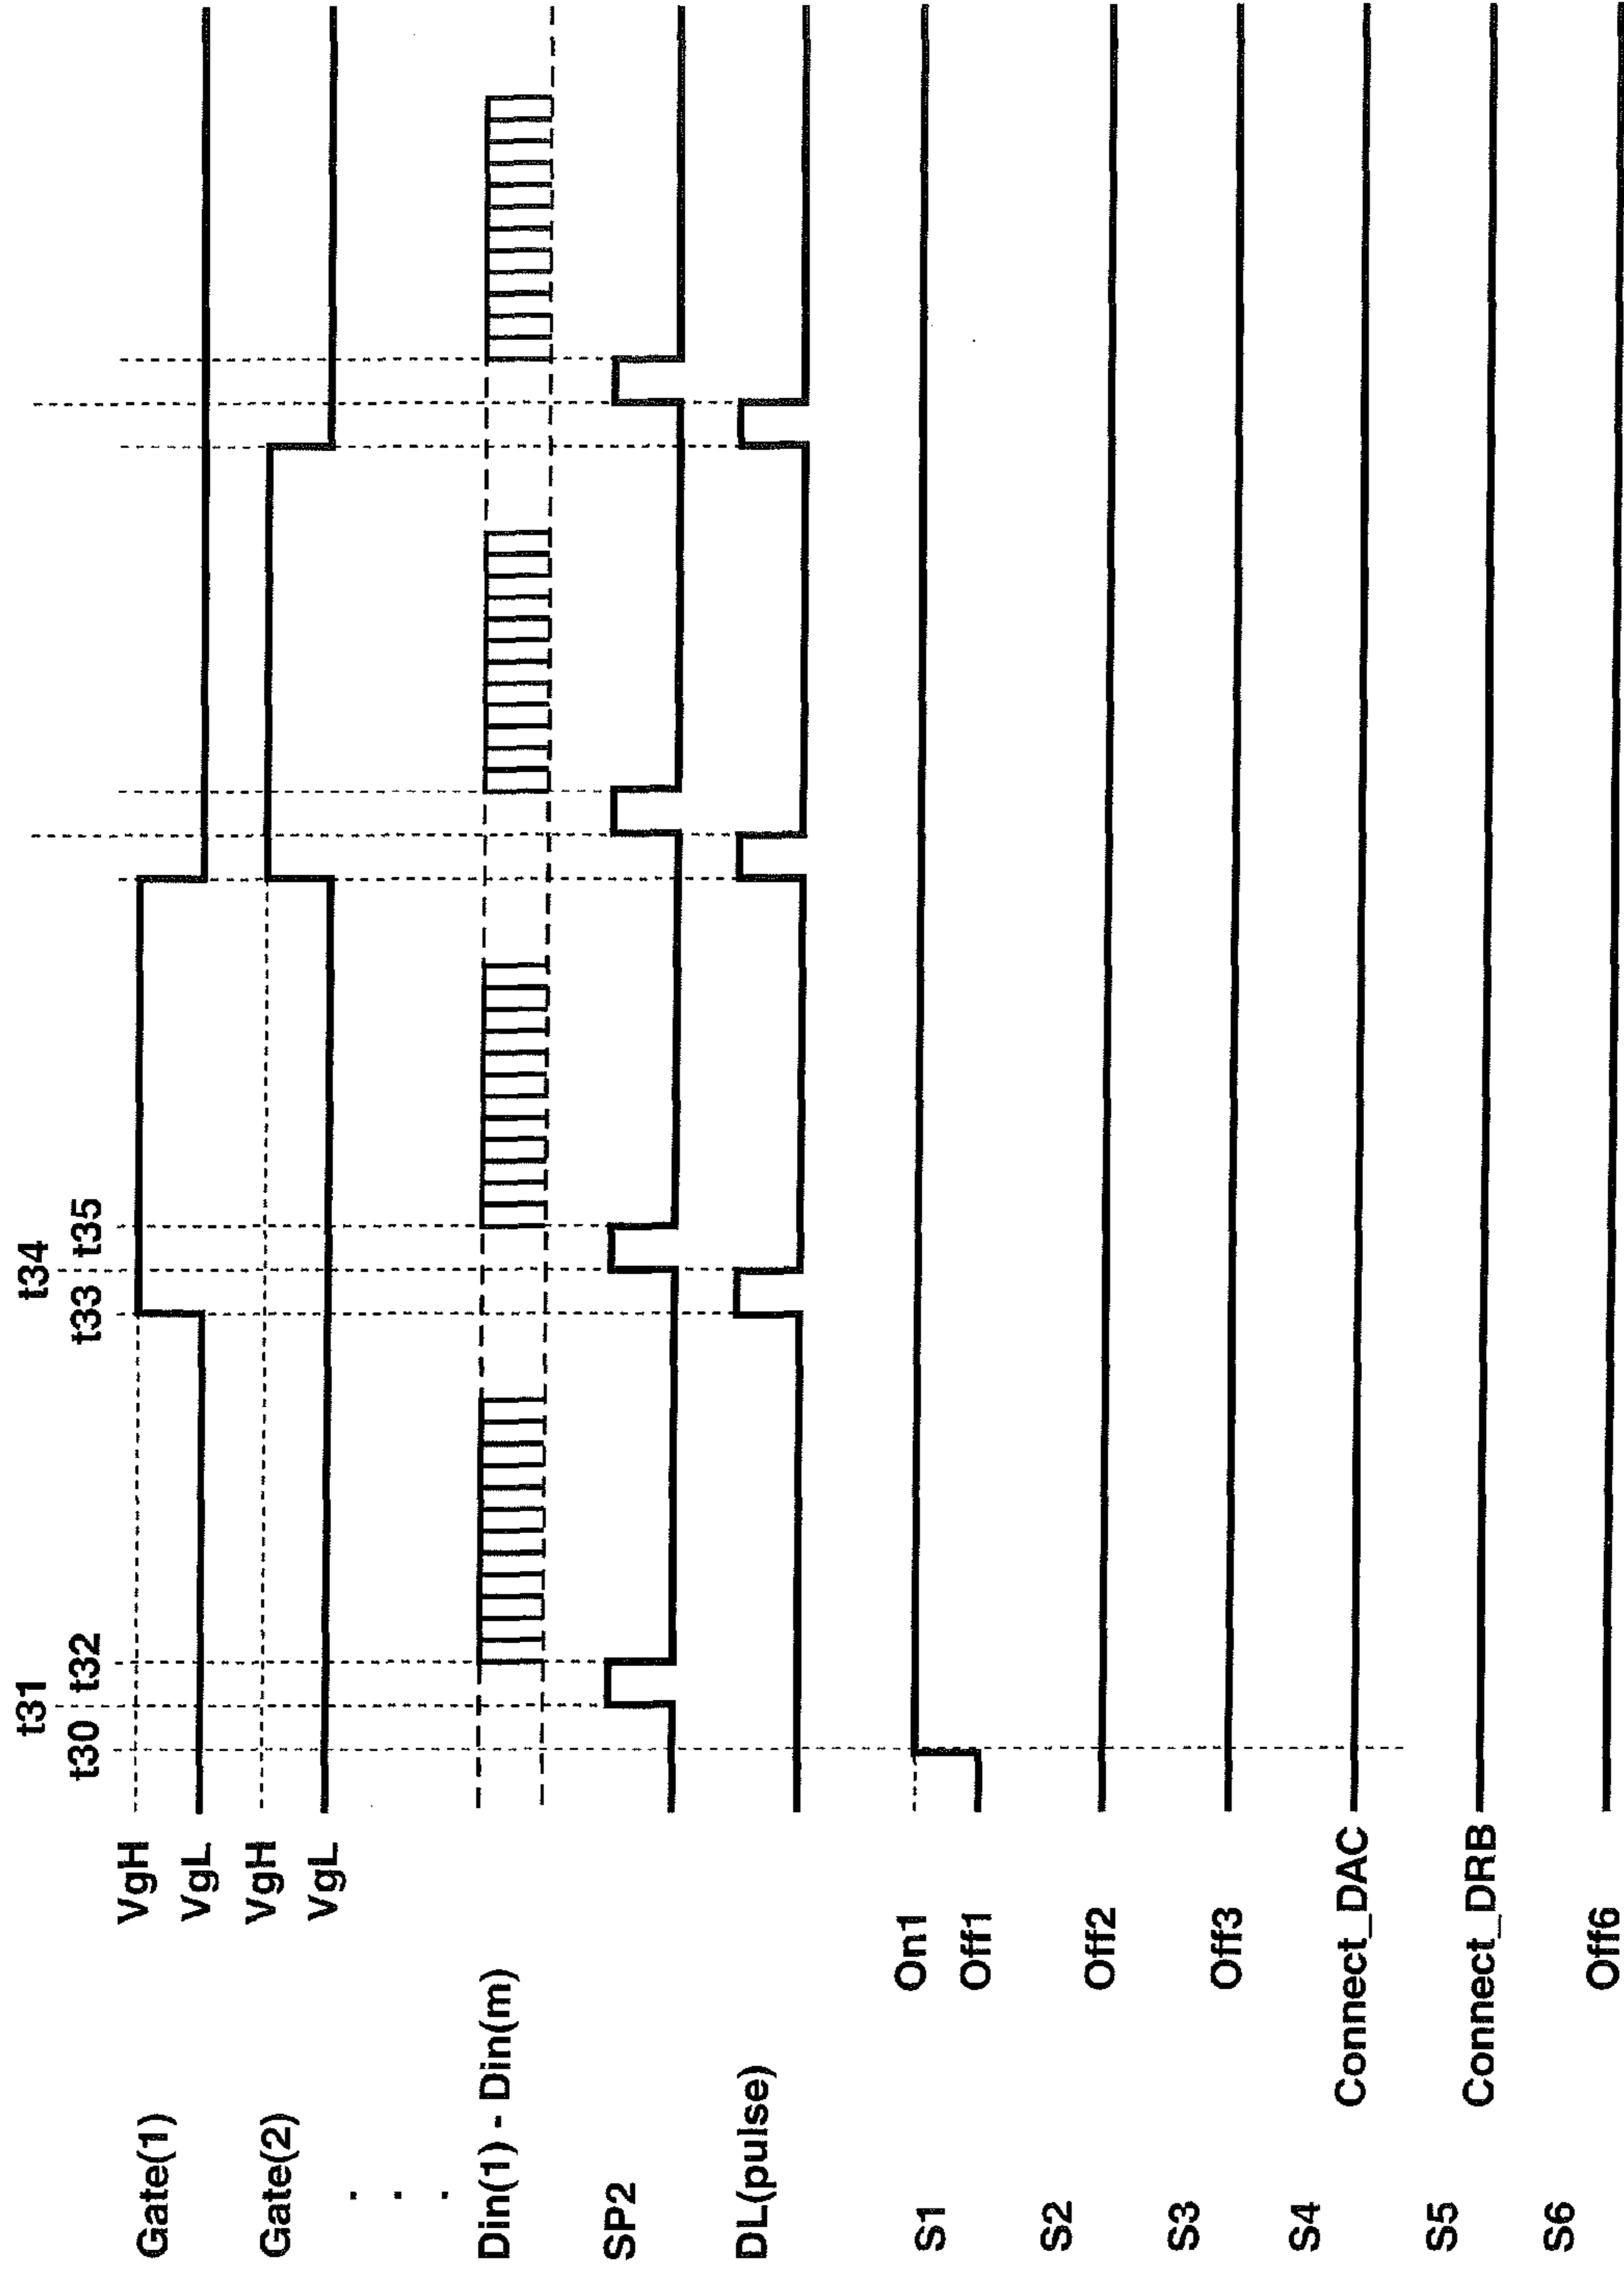 t31
t34
t30
t32
t33
t35
Gate(1)
VgH
VgL
Gate(2)
VgH
VgL
. . .
Din(1) - Din(m)
SP2
DL(pulse)
S1
On1
Off1
S2
Off2
S3
Off3
S4
Connect_DAC
S5
Connect_DRB
S6
Off6